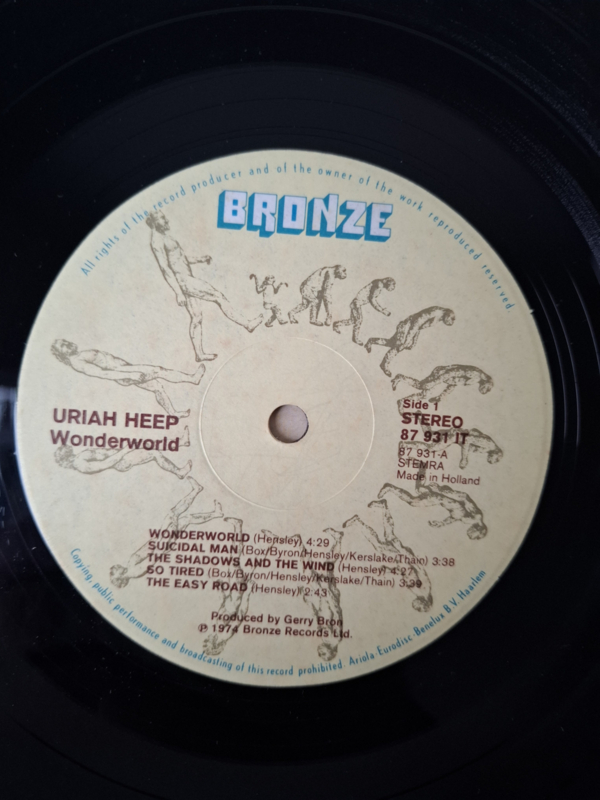 All rights of the record producer and of the owner of the work reproduced reserved.
BRONZE
URIAH HEEP
Wonderworld
Side 1
STEREO
87 931 IT
87 931-A
STEMRA
Made in Holland
WONDERWORLD (Hensley) 4:29
SUICIDAL MAN (Box/Byron/Hensley/Kerslake/Thain) 3:38
THE SHADOWS AND THE WIND (Hensley) 4:27
SO TIRED (Box/Byron/Hensley/Kerslake/Thain) 3:39
THE EASY ROAD (Hensley) 2:43
Produced by Gerry Bron
℗ 1974 Bronze Records Ltd.
Copying, public performance and broadcasting of this record prohibited. Ariola Eurodisc Benelux B.V. Haarlem